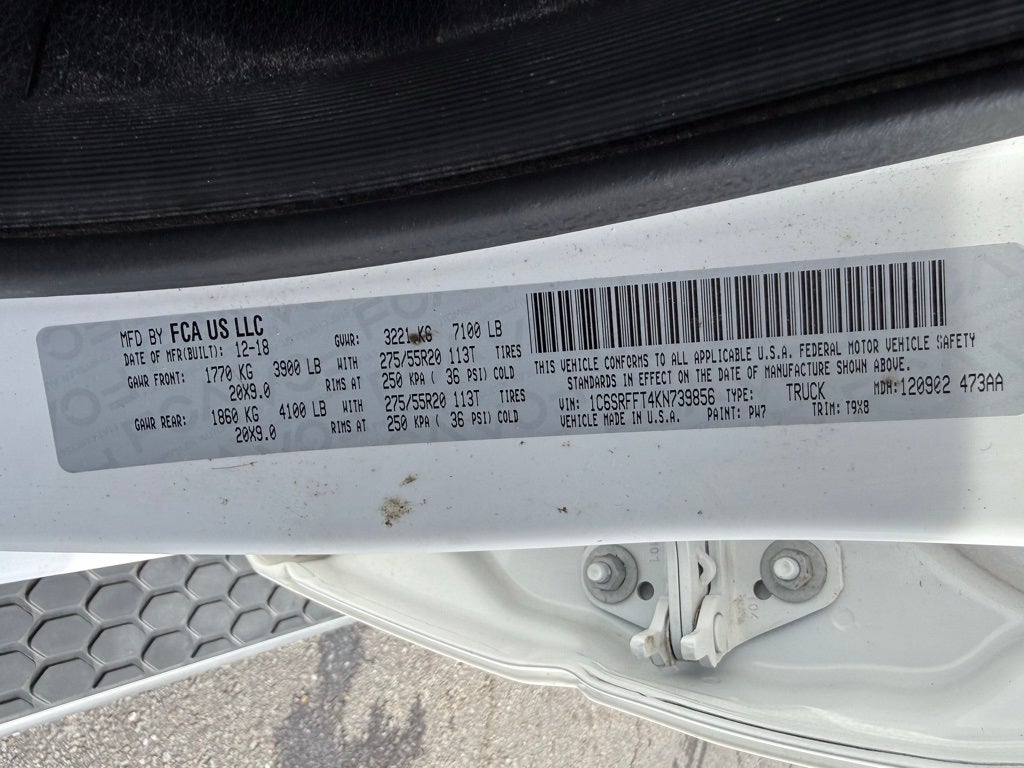 MFD BY FCA US LLC GVWR: 3221 KG 7100 LB
DATE OF MFR(BUILT): 12-18
GAWR FRONT: 1770 KG 3900 LB WITH 275/55R20 113T TIRES
20X9.0 RIMS AT 250 KPA ( 36 PSI) COLD
GAWR REAR: 1860 KG 4100 LB WITH 275/55R20 113T TIRES
20X9.0 RIMS AT 250 KPA ( 36 PSI) COLD
THIS VEHICLE CONFORMS TO ALL APPLICABLE U.S.A. FEDERAL MOTOR VEHICLE SAFETY
STANDARDS IN EFFECT ON THE DATE OF MANUFACTURE SHOWN ABOVE.
VIN: 1C6SRFFT4KN739856 TYPE: TRUCK MDH: 120902 473AA
VEHICLE MADE IN U.S.A. PAINT: PW7 TRIM: T9X8